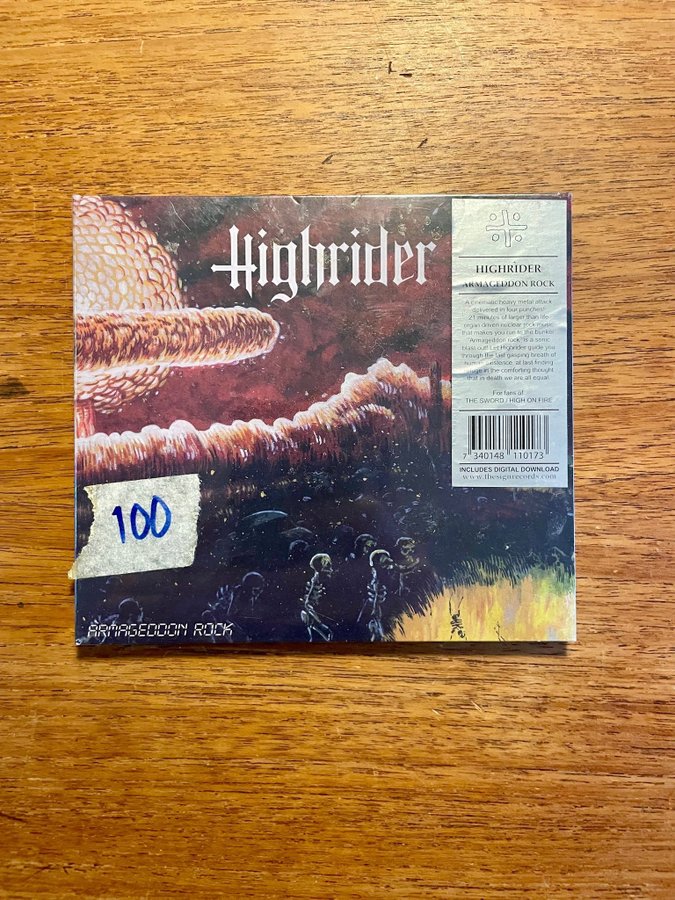 Highrider
HIGHRIDER
ARMAGEDDON ROCK
A cinematic heavy metal attack
delivered in four punches!
21 minutes of larger than life
organ driven nuclear rock music
that makes you run to the bunker.
"Armageddon rock" is a sonic
blast out! Let Highrider guide you
through the last gasping breath of
human existence, at last finding
refuge in the comforting thought
that in death we are all equal.
For fans of:
THE SWORD / HIGH ON FIRE
7 340148 110173
INCLUDES DIGITAL DOWNLOAD
www.thesignrecords.com
100
ARMAGEDDON ROCK